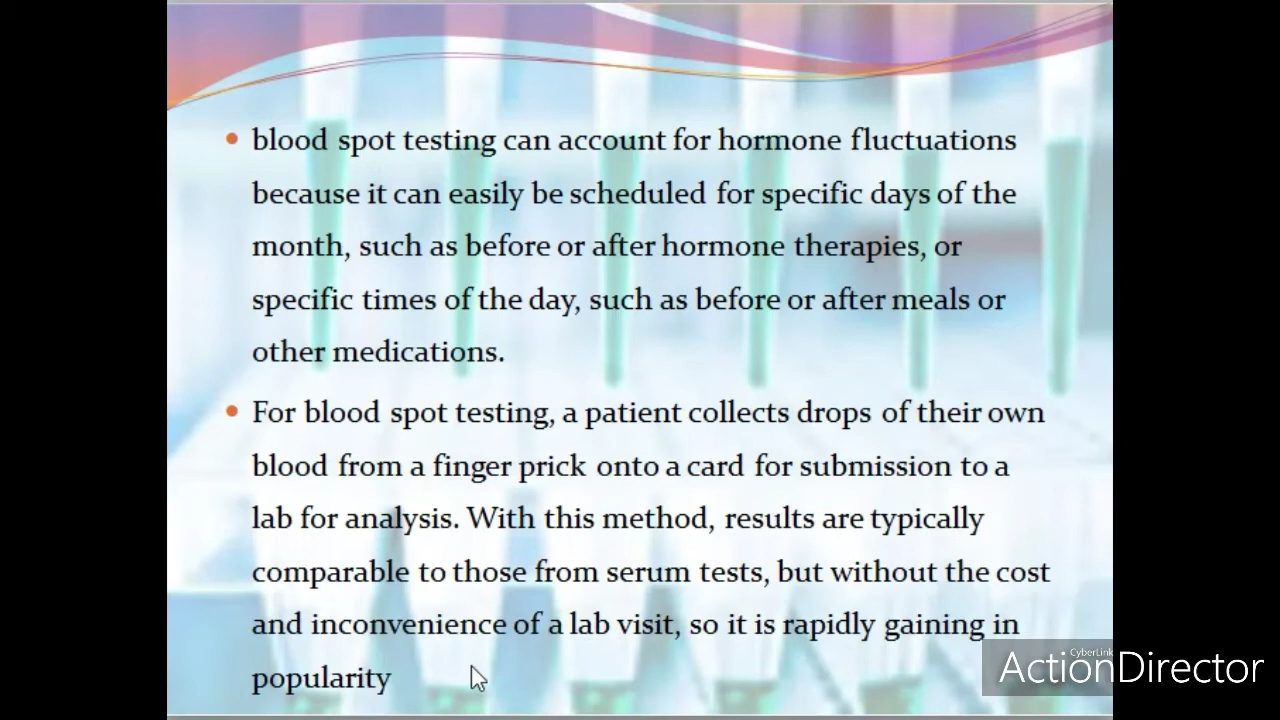 blood spot testing can account for hormone fluctuations
because it can easily be scheduled for specific days of the
month, such as before or after hormone therapies, or
specific times of the day, such as before or after meals or
other medications.
For blood spot testing, a patient collects drops of their own
blood from a finger prick onto a card for submission to a
lab for analysis. With this method, results are typically
comparable to those from serum tests, but without the cost
and inconvenience of a lab visit, so it is rapidly gaining in
popularity
CyberLink
ActionDirector